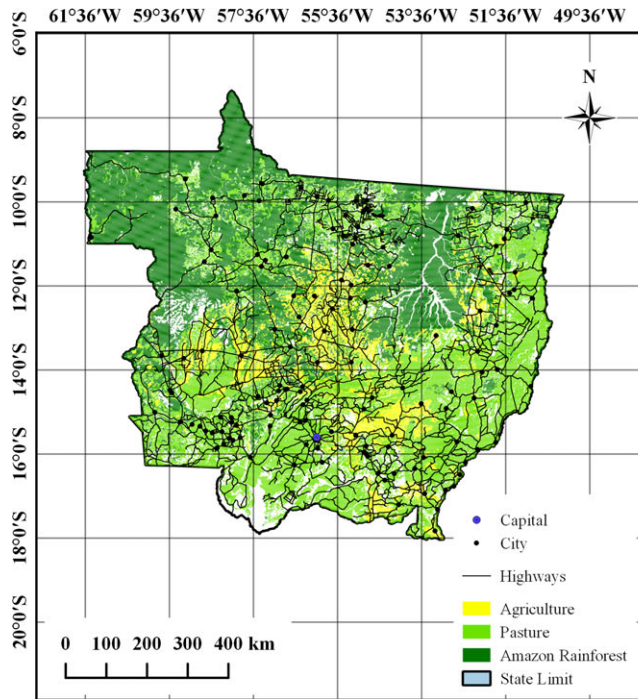 61°36'W 59°36'W 57°36'W 55°36'W 53°36'W 51°36'W 49°36'W
6°0'S
N
8°0'S
10°0'S
12°0'S
14°0'S
16°0'S
Capital
City
18°0'S
Highways
Agriculture
20°0'S
0 100 200 300 400 km
Pasture
Amazon Rainforest
State Limit